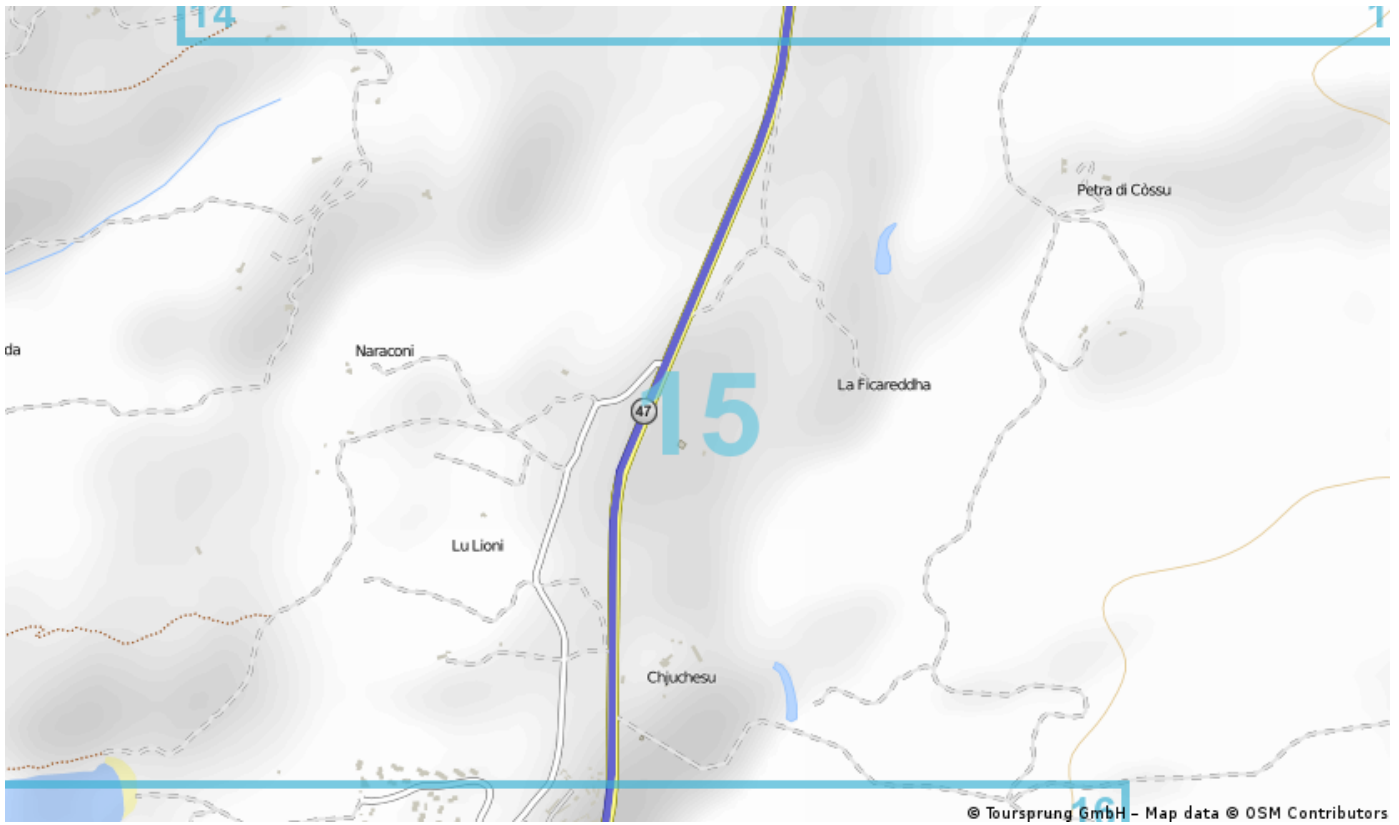 14
1
Petra di Còssu
da
Naraconi
La Ficareddha
47
15
Lu Lioni
Chjuchesu
16
© Toursprung GmbH – Map data © OSM Contributors